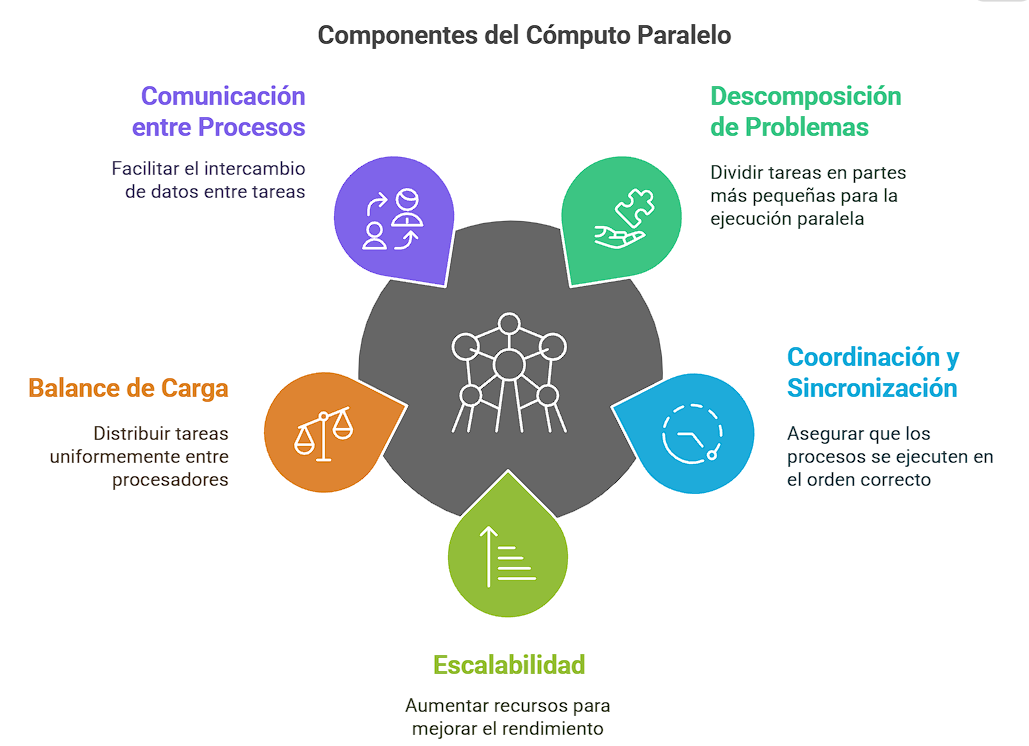 Componentes del Cómputo Paralelo
Comunicación
entre Procesos
Facilitar el intercambio
de datos entre tareas
Descomposición
de Problemas
Dividir tareas en partes
más pequeñas para la
ejecución paralela
Balance de Carga
Distribuir tareas
uniformemente entre
procesadores
Coordinación y
Sincronización
Asegurar que los
procesos se ejecuten en
el orden correcto
Escalabilidad
Aumentar recursos para
mejorar el rendimiento